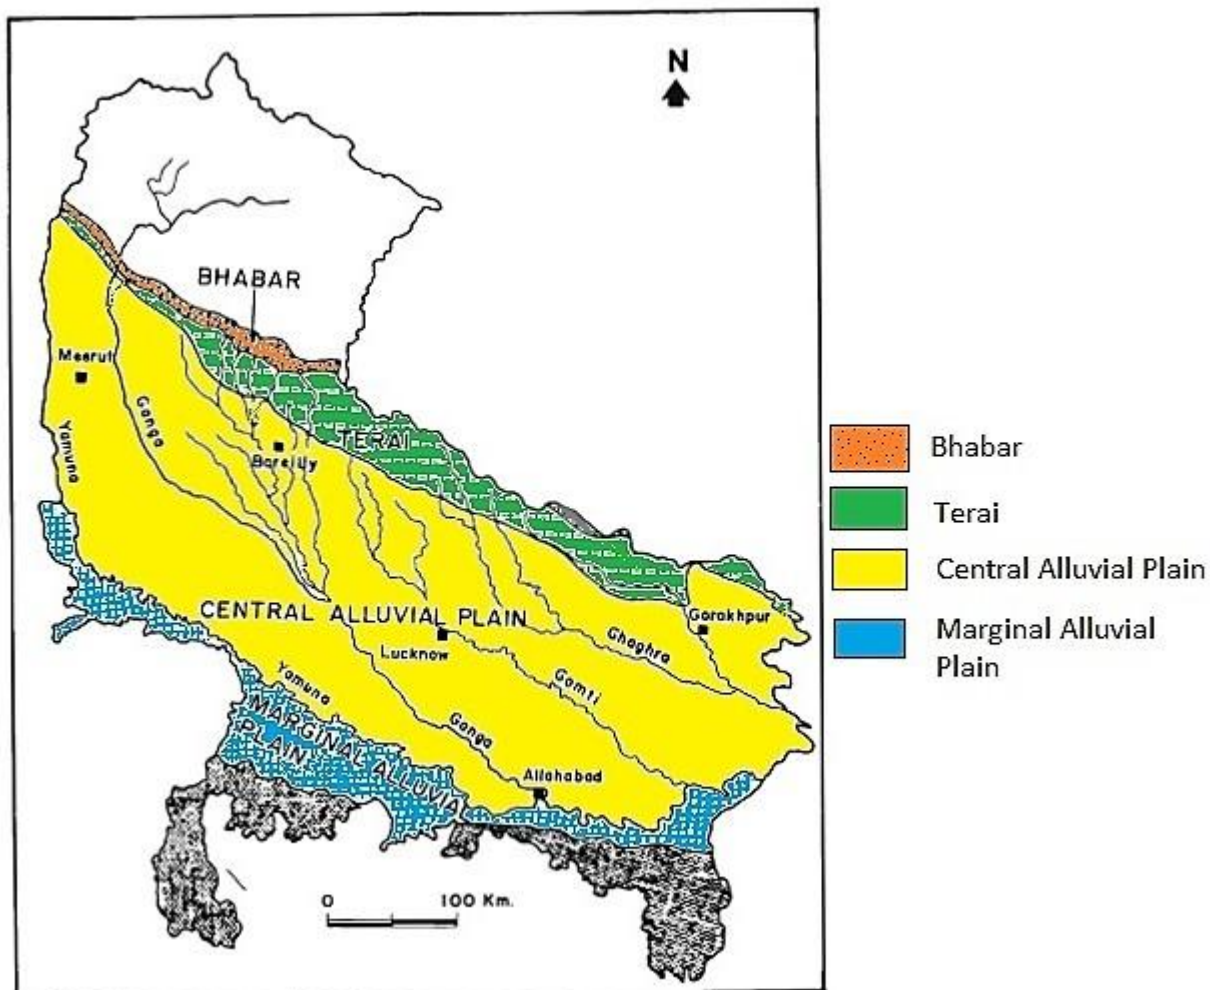 N
BHABAR
Meerut
Ganga
Yamuna
TERAI
Bareilly
CENTRAL ALLUVIAL PLAIN
Gorakhpur
Lucknow
Ghaghra
Gomti
Yamuna
Ganga
MARGINAL ALLUVIAL
PLAIN
Allahabad
0 100 Km.
Bhabar
Terai
Central Alluvial Plain
Marginal Alluvial
Plain